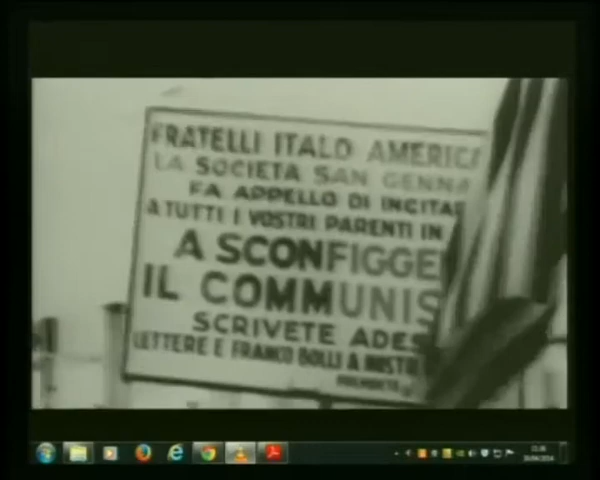 FRATELLI ITALO AMERICA
LA SOCIETA SAN GENNA
FA APPELLO DI INCITA
A TUTTI I VOSTRI PARENTI IN
A SCONFIGGE
IL COMMUNIS
SCRIVETE ADES
LETTERE E FRANCO BOLLI A NOSTR